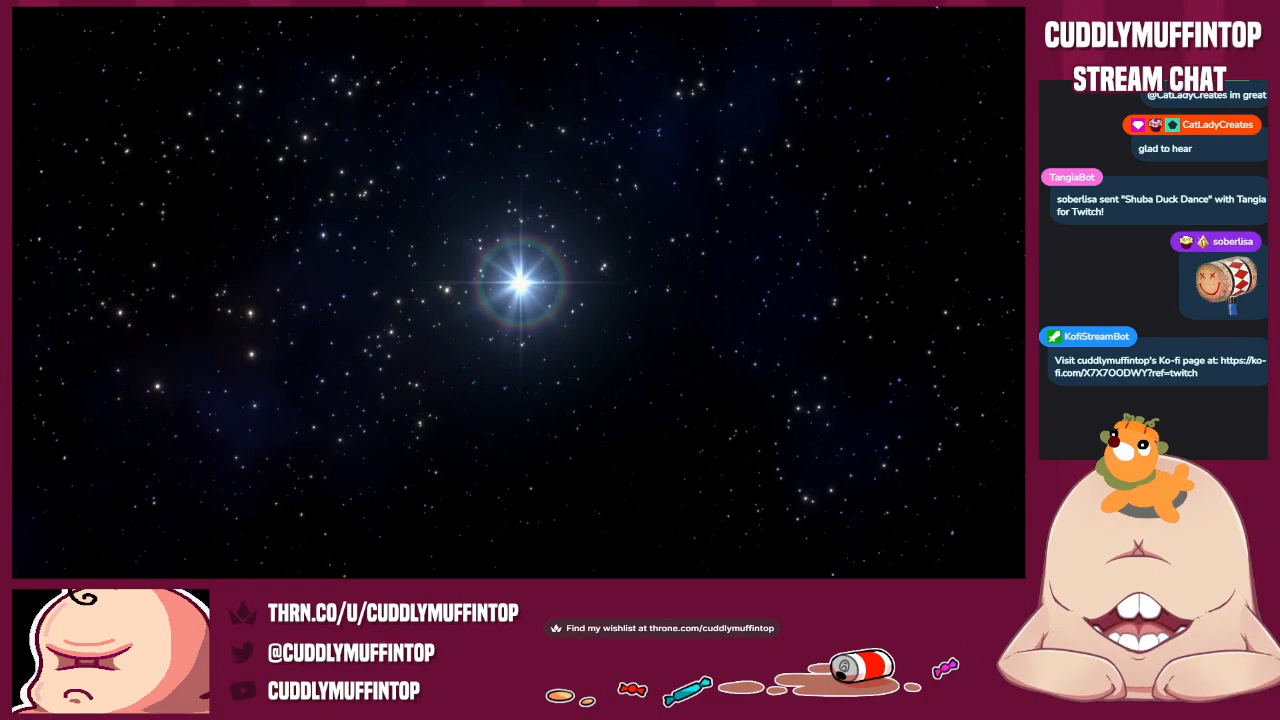 CUDDLYMUFFINTOP
STREAM CHAT
@CatLadyCreates im great
CatLadyCreates
glad to hear
TangiaBot
soberlisa sent "Shuba Duck Dance" with Tangia
for Twitch!
soberlisa
KofiStreamBot
Visit cuddlymuffintop's Ko-fi page at: https://ko-
fi.com/X7X7OODWY?ref=twitch
THRN.CO/U/CUDDLYMUFFINTOP
@CUDDLYMUFFINTOP
CUDDLYMUFFINTOP
Find my wishlist at throne.com/cuddlymuffintop